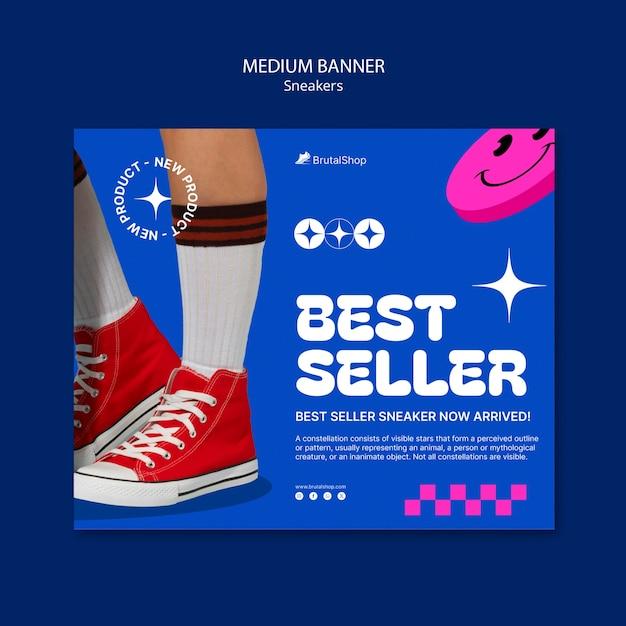 MEDIUM BANNER
Sneakers
NEW PRODUCT - NEW PRODUCT -
BrutalShop
BEST
SELLER
BEST SELLER SNEAKER NOW ARRIVED!
A constellation consists of visible stars that form a perceived outline
or pattern, usually representing an animal, a person or mythological
creature, or an inanimate object. Not all constellations are visible.
www.brutalshop.com